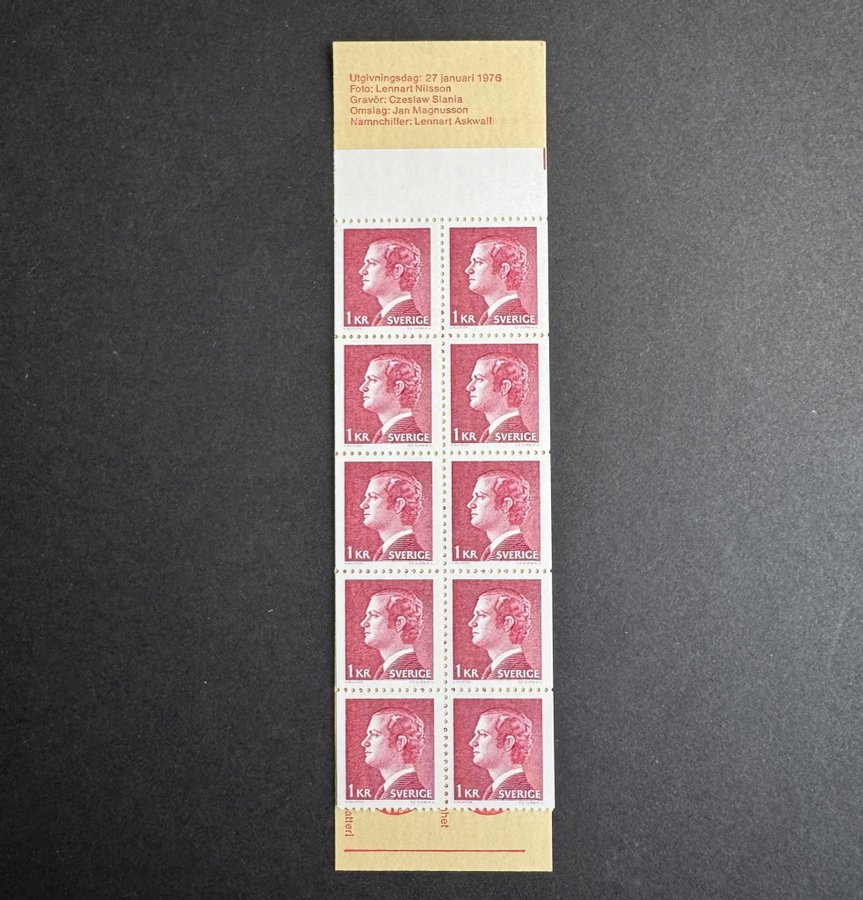 Utgivningsdag: 27 januari 1976
Foto: Lennart Nilsson
Gravör: Czeslaw Slania
Omslag: Jan Magnusson
Namnchiffer: Lennart Askwall
1 KR SVERIGE 1 KR SVERIGE
1 KR SVERIGE 1 KR SVERIGE
1 KR SVERIGE 1 KR SVERIGE
1 KR SVERIGE 1 KR SVERIGE
1 KR SVERIGE 1 KR SVERIGE